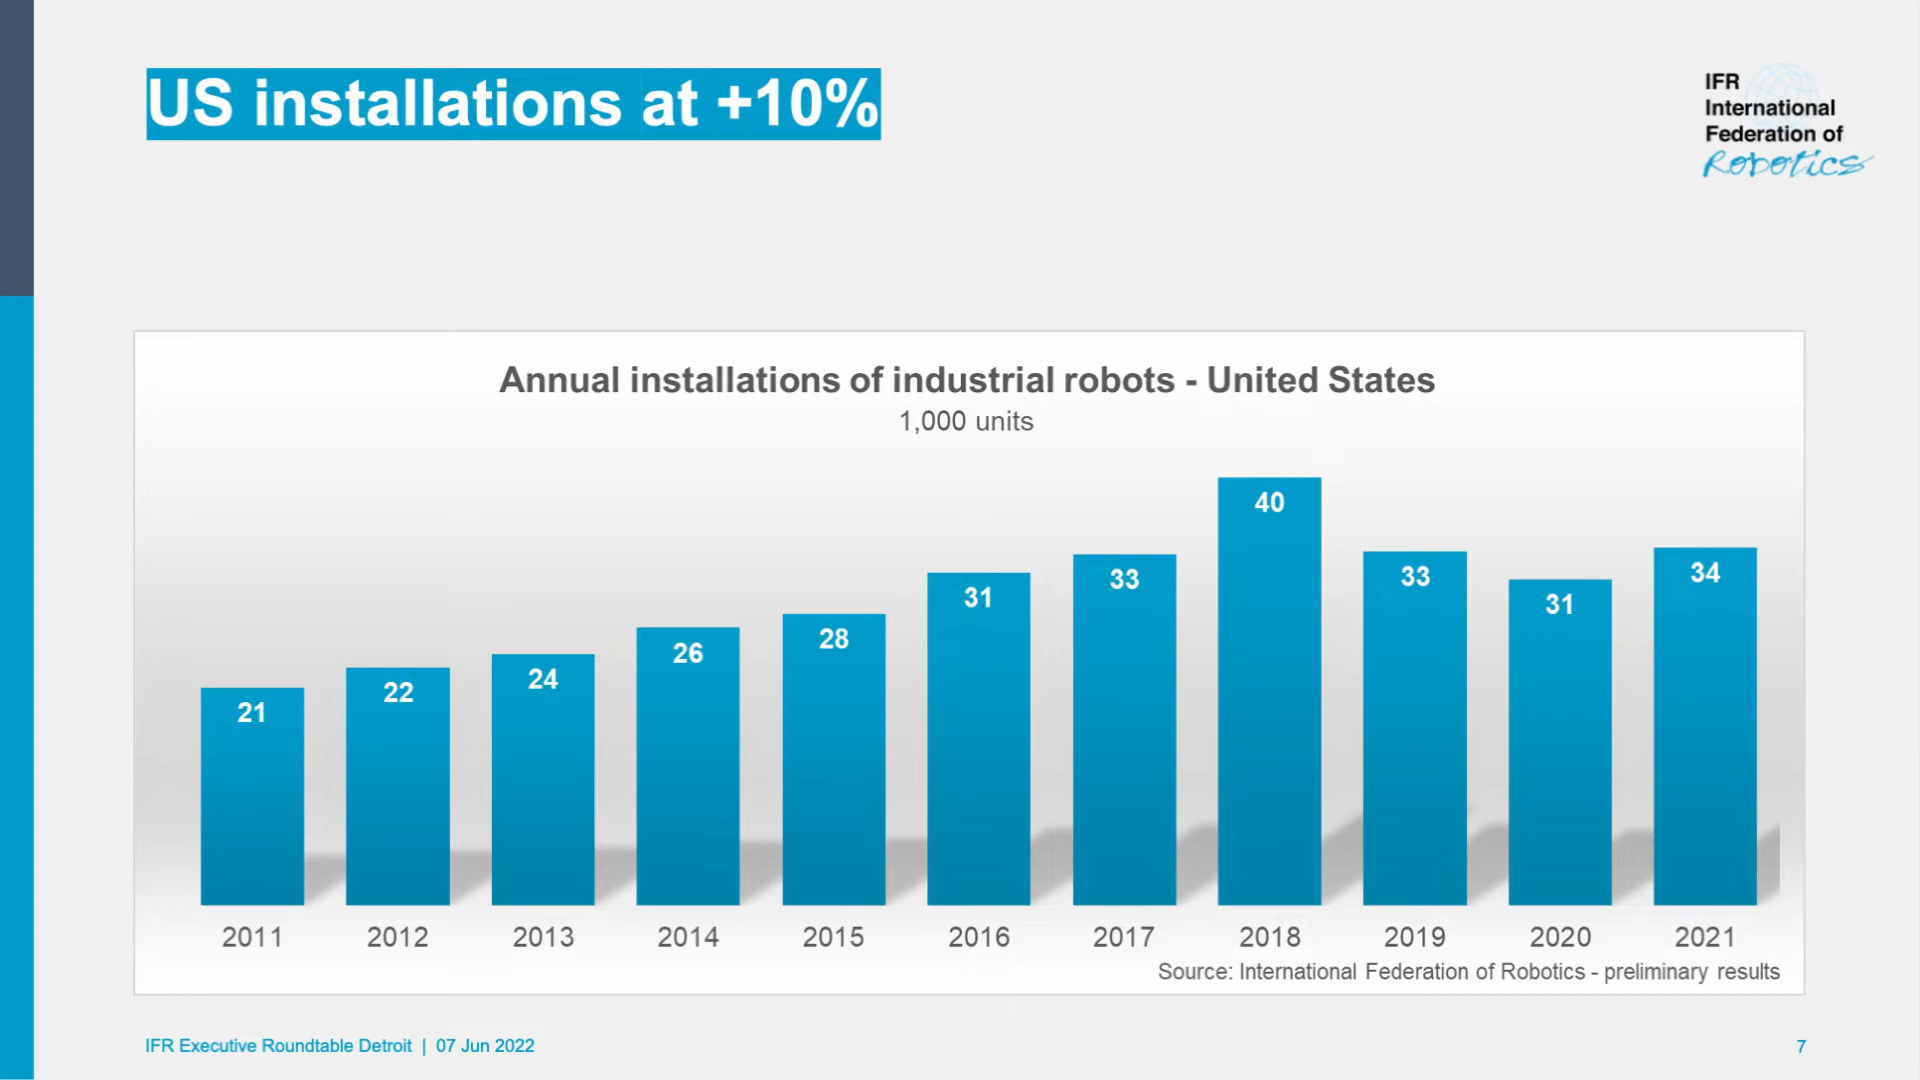 US installations at +10%
IFR
International
Federation of
Robotics
Annual installations of industrial robots - United States
1,000 units
21
22
24
26
28
31
33
40
33
31
34
2011
2012
2013
2014
2015
2016
2017
2018
2019
2020
2021
Source: International Federation of Robotics - preliminary results
IFR Executive Roundtable Detroit | 07 Jun 2022
7